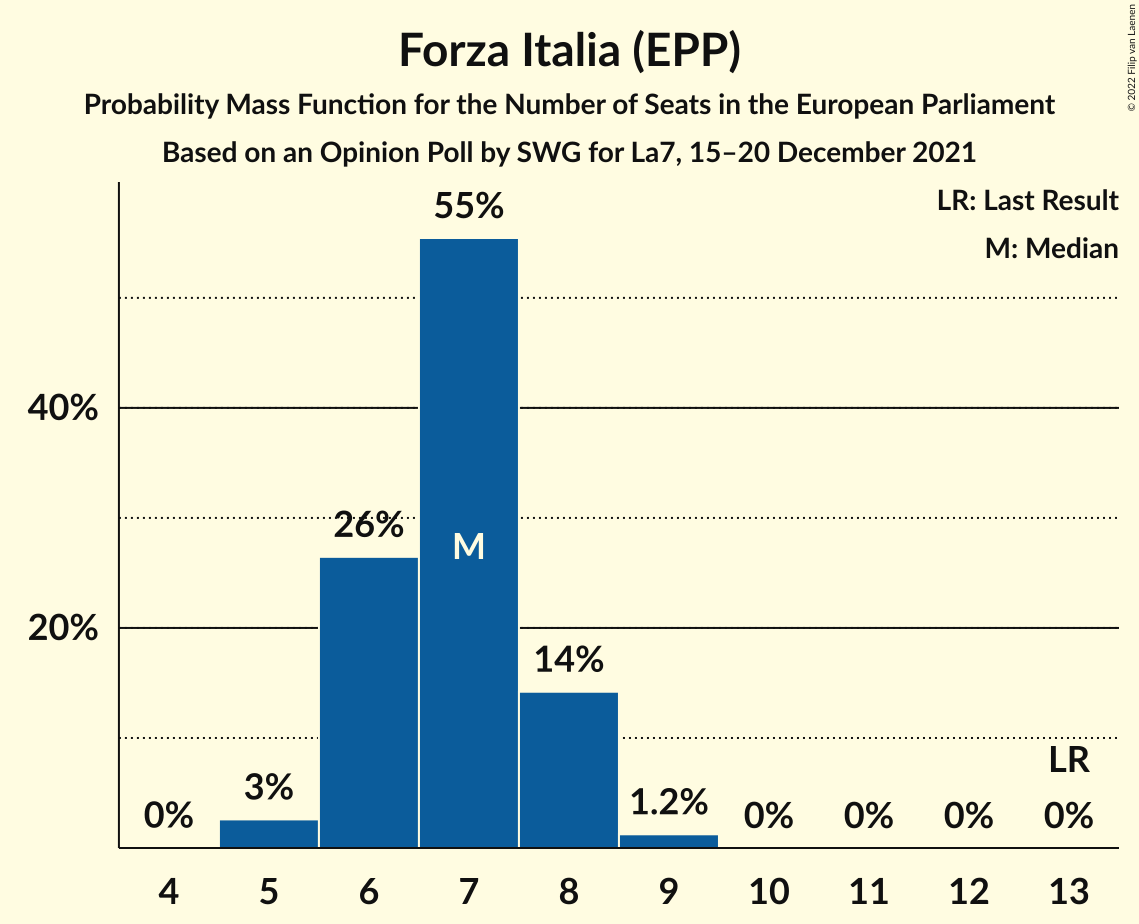 Forza Italia (EPP)
Probability Mass Function for the Number of Seats in the European Parliament
Based on an Opinion Poll by SWG for La7, 15–20 December 2021
© 2022 Filip van Laenen
LR: Last Result
M: Median
55%
40%
26%
M
20%
14%
LR
0%
3%
1.2%
0%
0%
0%
0%
4 5 6 7 8 9 10 11 12 13